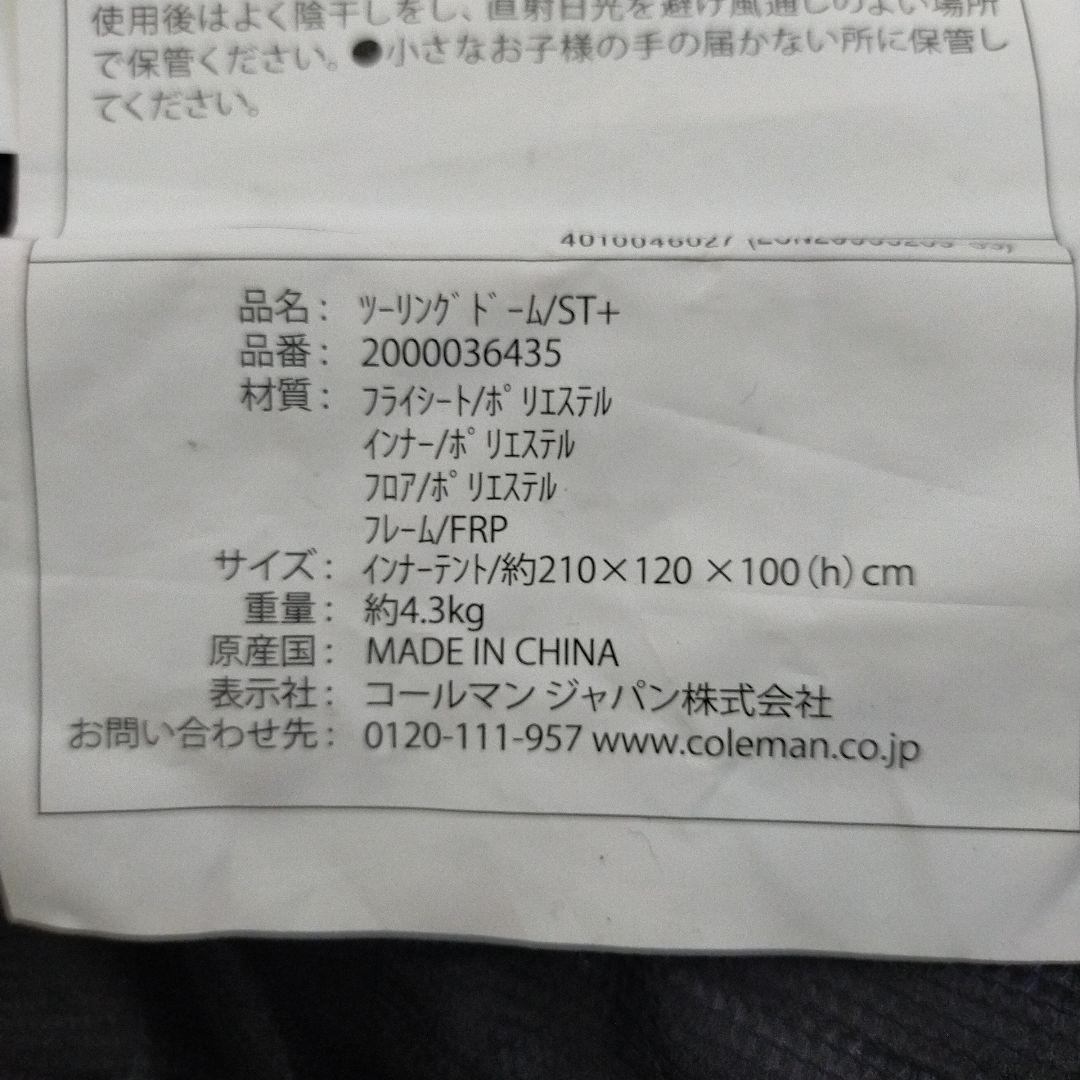 使用後はよく陰干しをし、直射日光を避け風通しのよい場所
で保管ください。●小さなお子様の手の届かない所に保管し
てください。
4010046027
品名： ﾂｰﾘﾝｸﾞﾄﾞｰﾑ/ST+
品番： 2000036435
材質： ﾌﾗｲｼｰﾄ/ﾎﾟﾘｴｽﾃﾙ
ｲﾝﾅｰ/ﾎﾟﾘｴｽﾃﾙ
ﾌﾛｱ/ﾎﾟﾘｴｽﾃﾙ
ﾌﾚｰﾑ/FRP
サイズ： ｲﾝﾅｰﾃﾝﾄ/約210×120 ×100（h）cm
重量： 約4.3kg
原産国： MADE IN CHINA
表示社： コールマン ジャパン株式会社
お問い合わせ先： 0120-111-957 www.coleman.co.jp